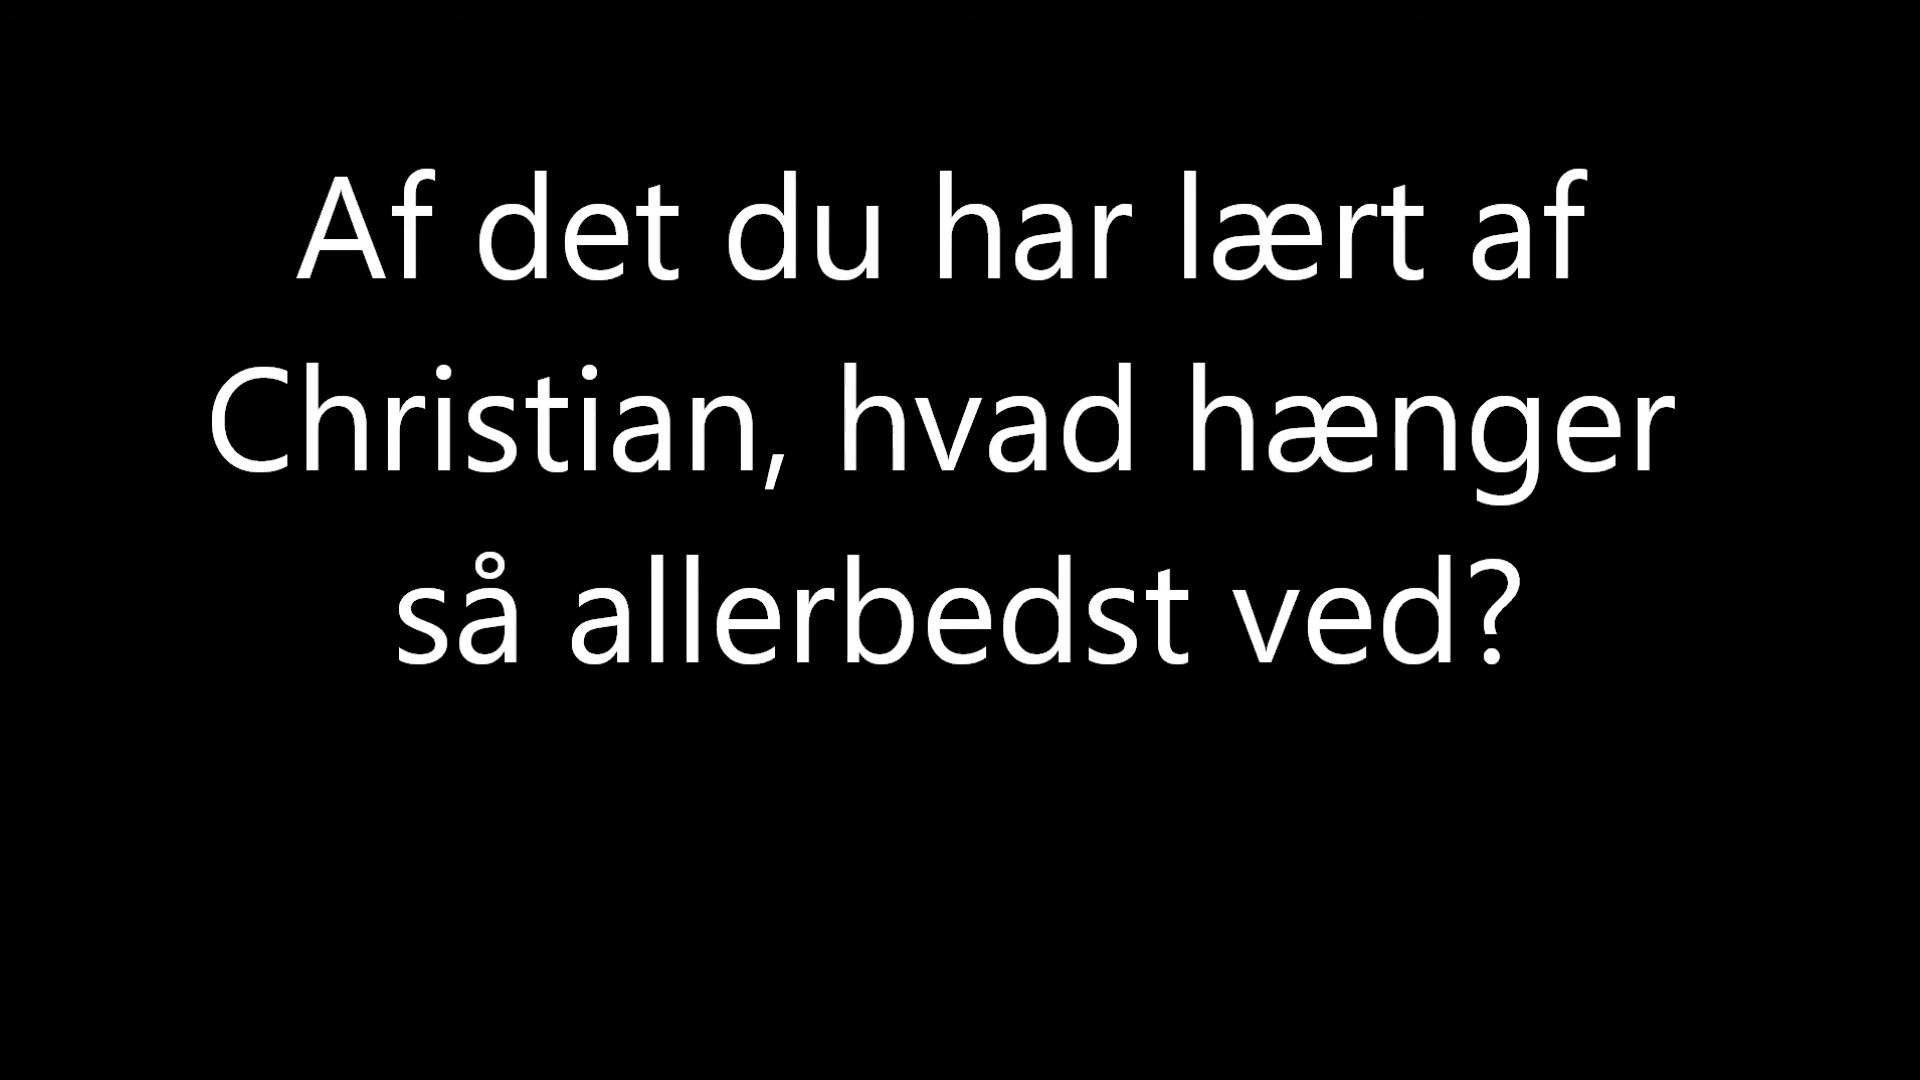 Af det du har lært af
Christian, hvad hænger
så allerbedst ved?